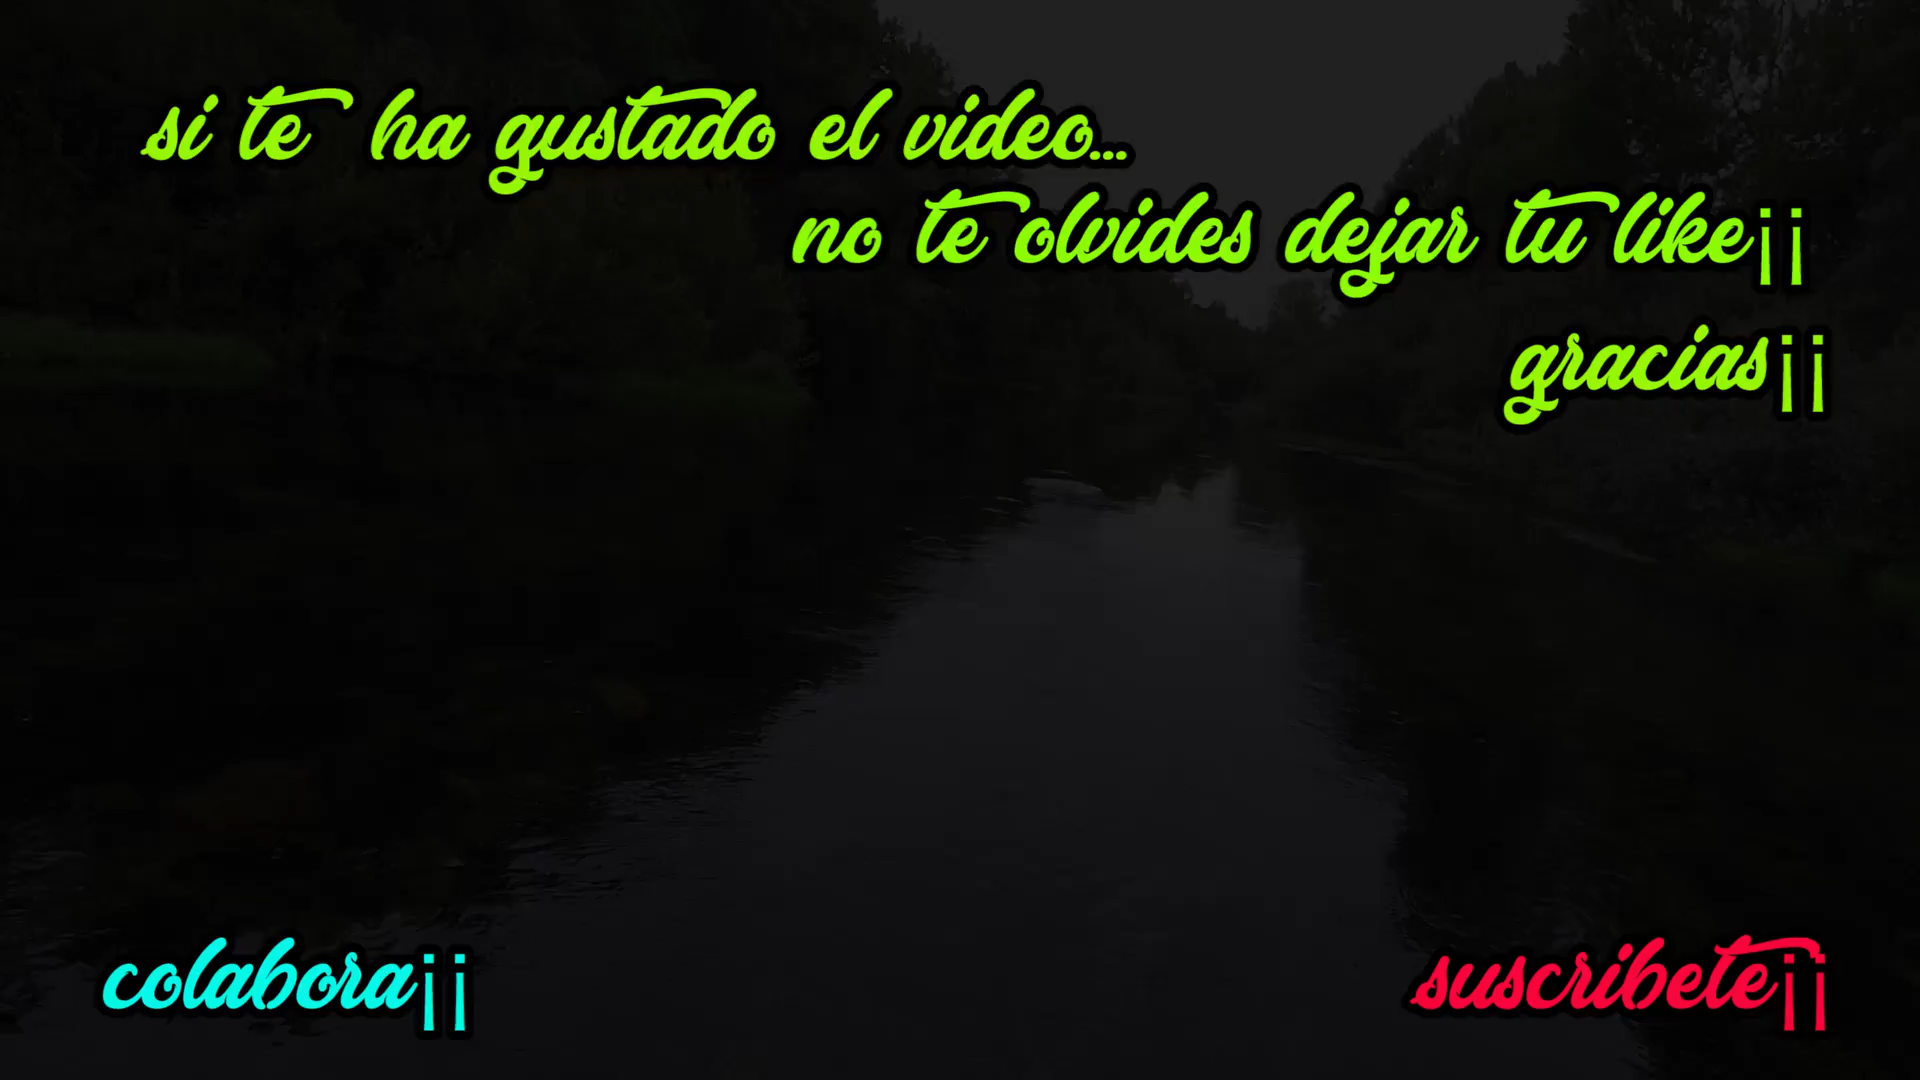 si te ha gustado el video...
no te olvides dejar tu like¡¡
gracias¡¡
colabora¡¡
suscribete¡¡